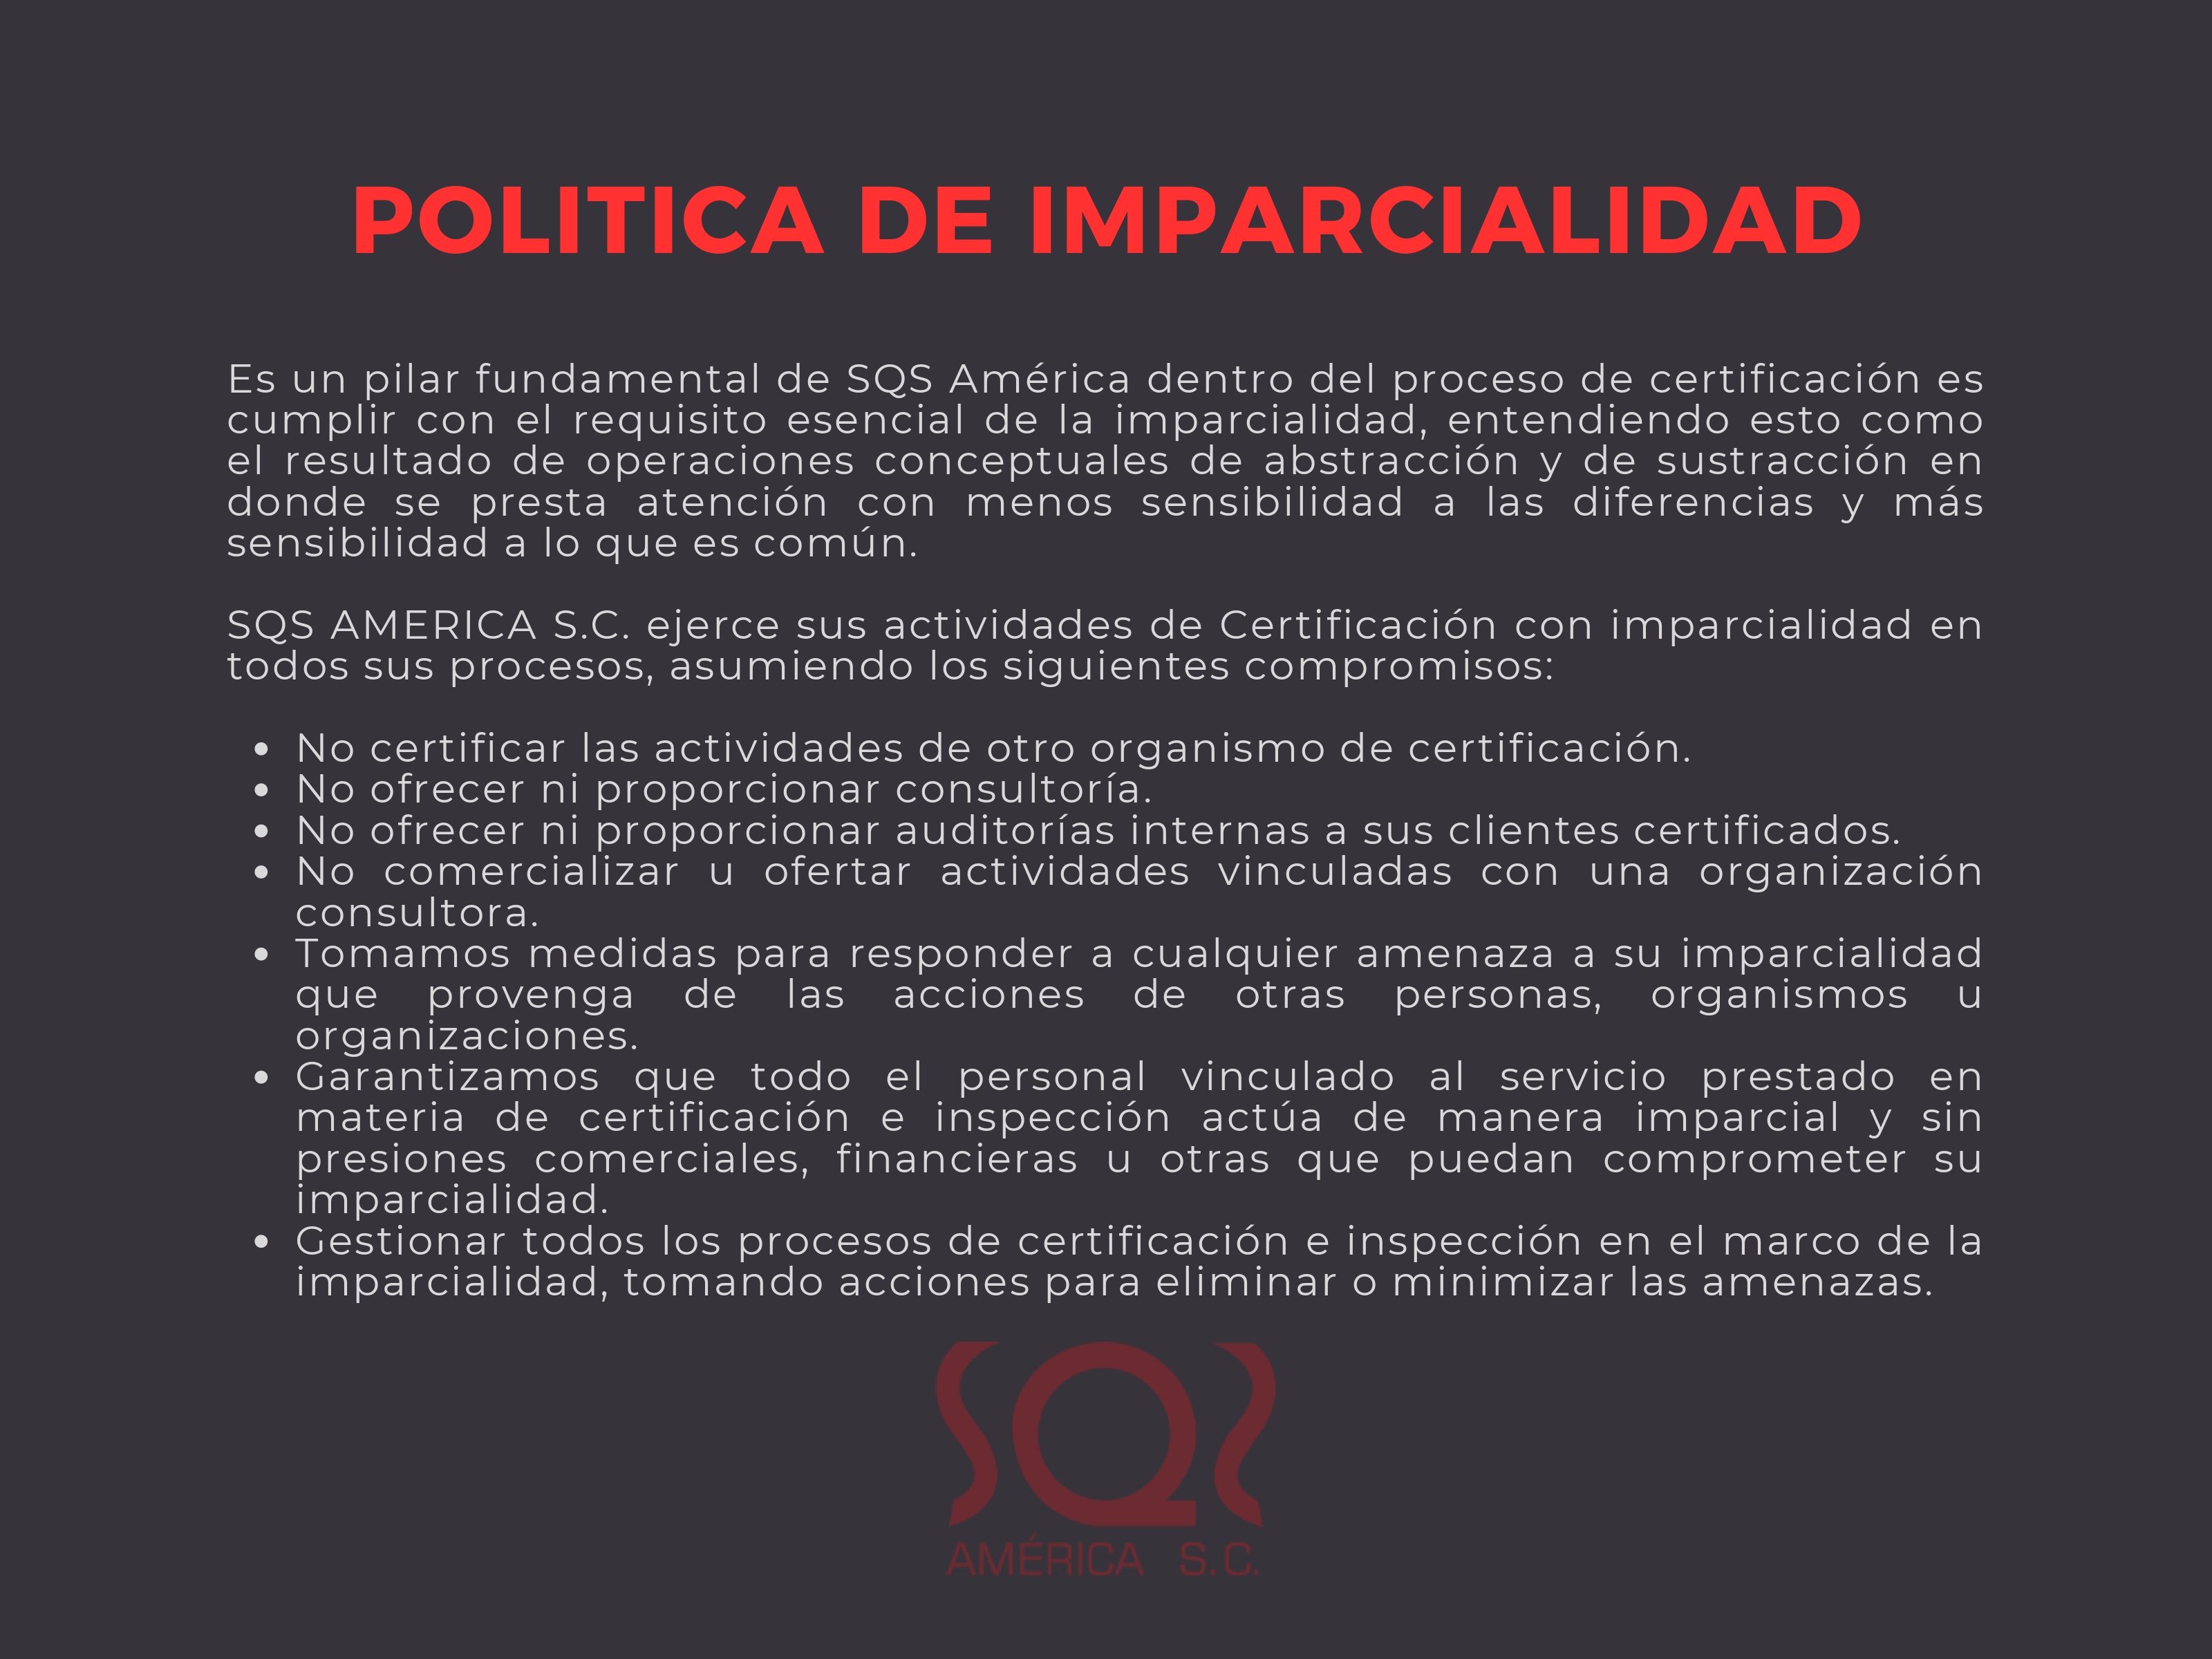 POLITICA DE IMPARCIALIDAD
Es un pilar fundamental de SQS América dentro del proceso de certificación es
cumplir con el requisito esencial de la imparcialidad, entendiendo esto como
el resultado de operaciones conceptuales de abstracción y de sustracción en
donde se presta atención con menos sensibilidad a las diferencias y más
sensibilidad a lo que es común.
SQS AMERICA S.C. ejerce sus actividades de Certificación con imparcialidad en
todos sus procesos, asumiendo los siguientes compromisos:
• No certificar las actividades de otro organismo de certificación.
• No ofrecer ni proporcionar consultoría.
• No ofrecer ni proporcionar auditorías internas a sus clientes certificados.
• No comercializar u ofertar actividades vinculadas con una organización
consultora.
• Tomamos medidas para responder a cualquier amenaza a su imparcialidad
que provenga de las acciones de otras personas, organismos u
organizaciones.
• Garantizamos que todo el personal vinculado al servicio prestado en
materia de certificación e inspección actúa de manera imparcial y sin
presiones comerciales, financieras u otras que puedan comprometer su
imparcialidad.
• Gestionar todos los procesos de certificación e inspección en el marco de la
imparcialidad, tomando acciones para eliminar o minimizar las amenazas.
SQS
AMÉRICA S.C.